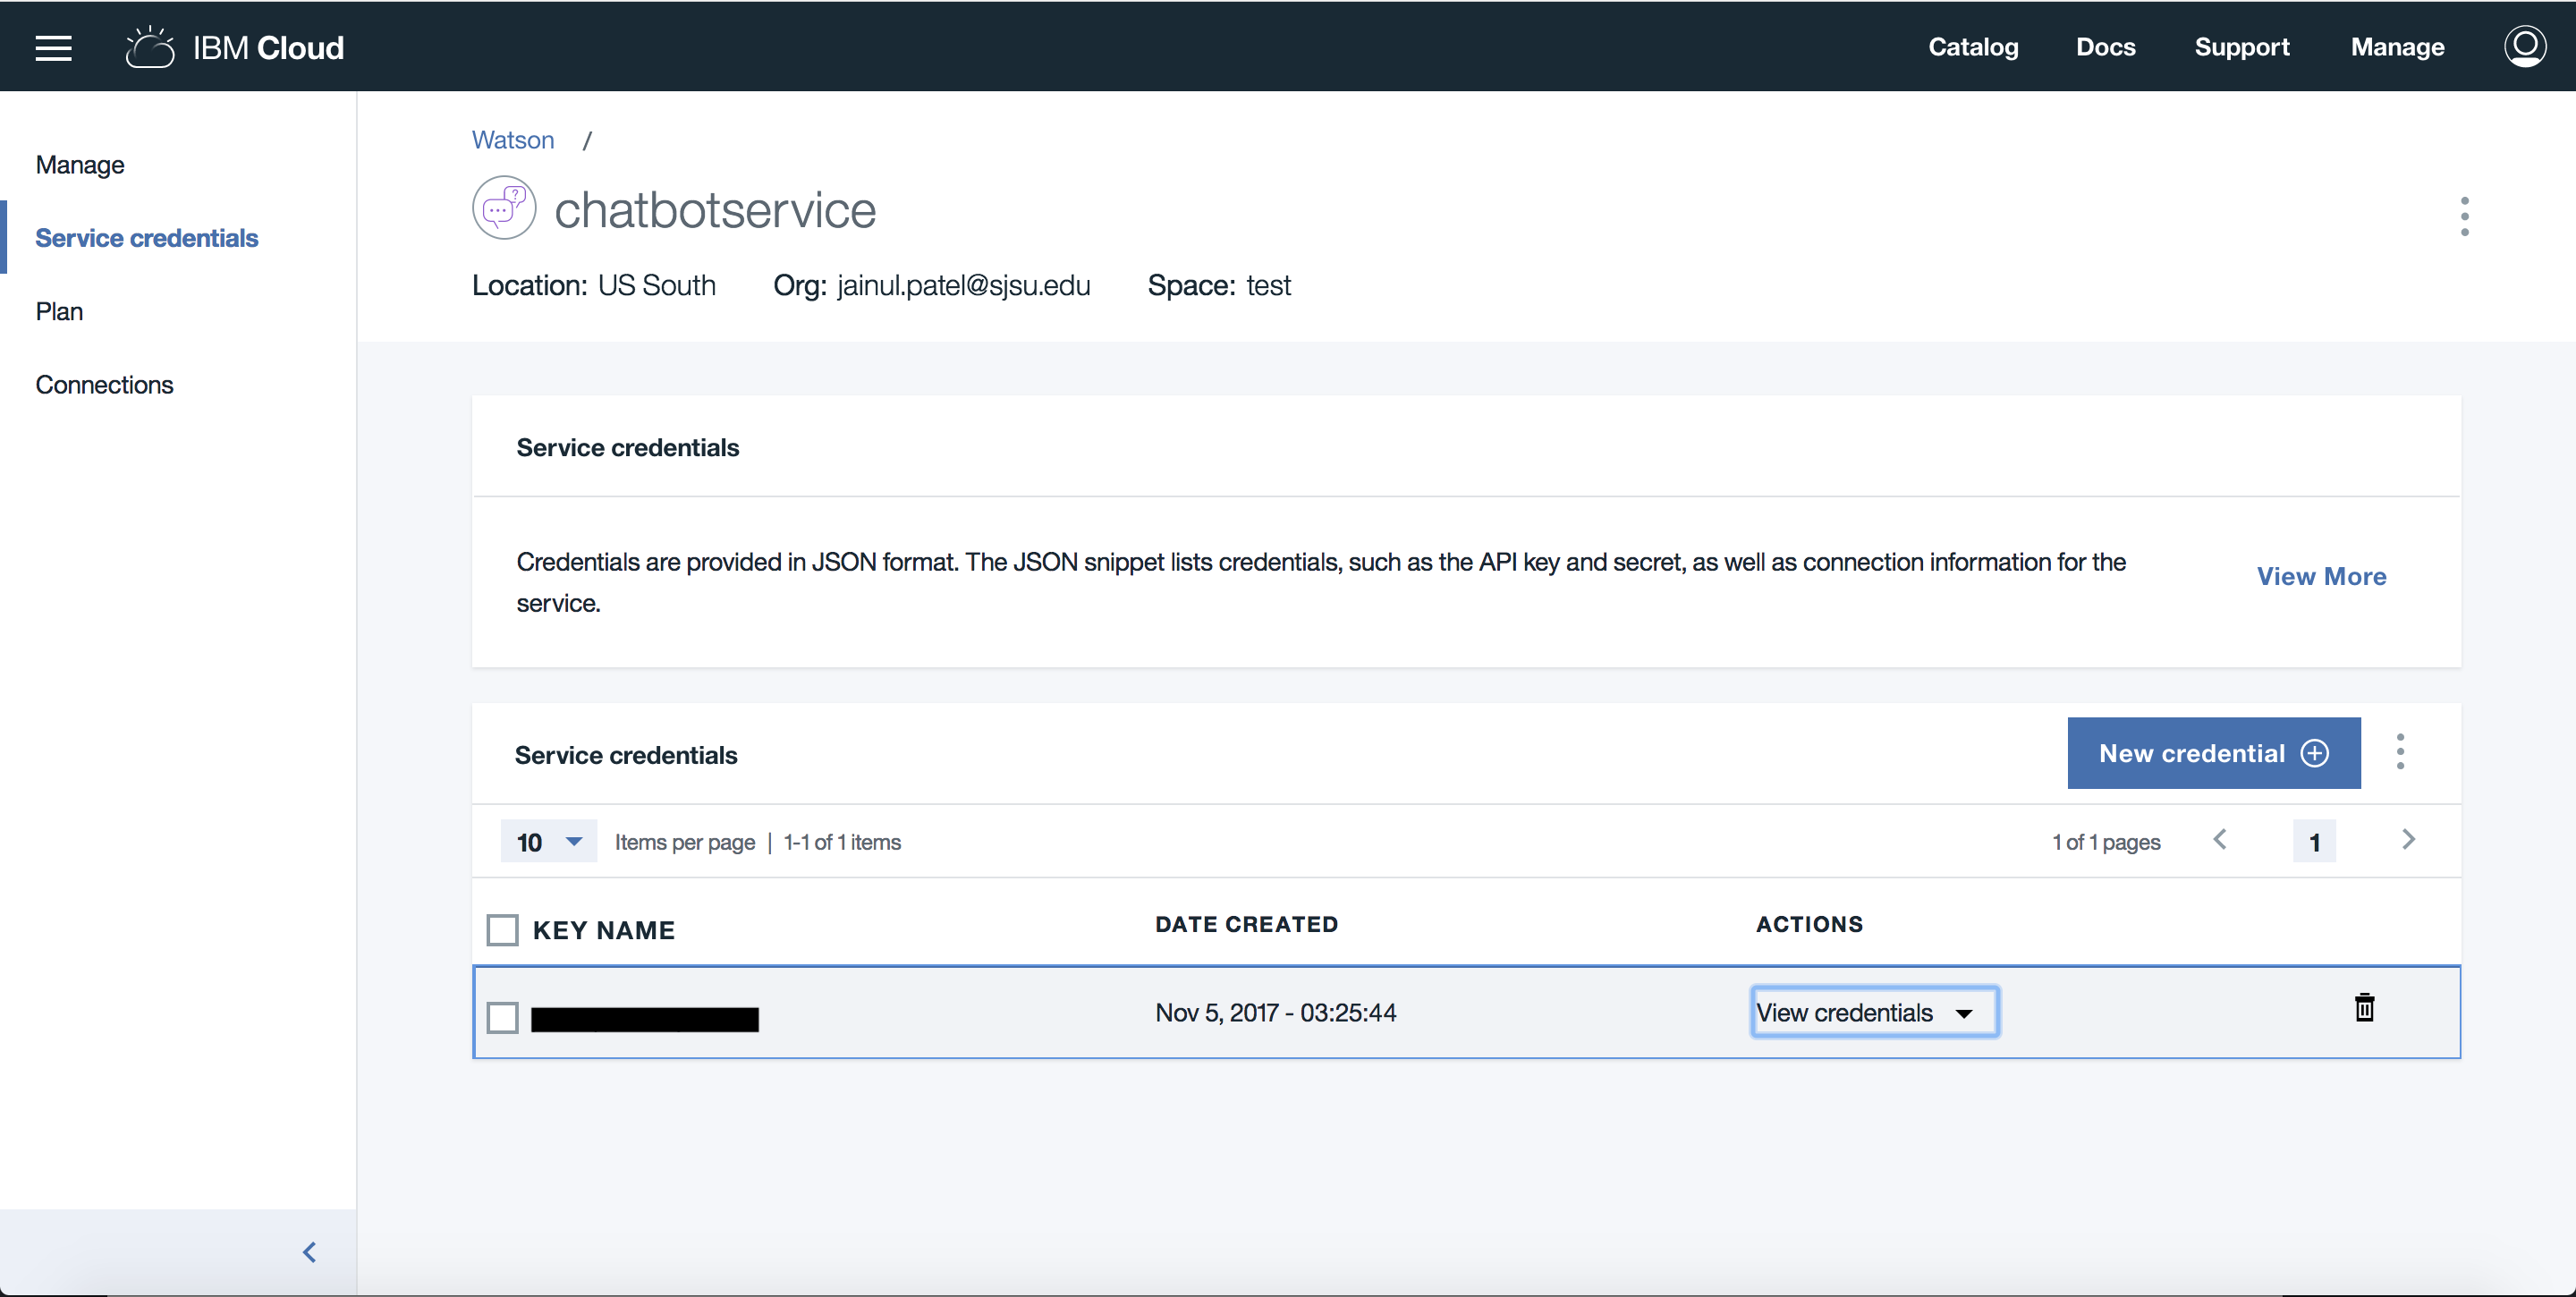 IBM Cloud
Catalog
Docs
Support
Manage
Manage
Service credentials
Plan
Connections
Watson /
chatbotservice
Location: US South
Org: jainul.patel@sjsu.edu
Space: test
Service credentials
Credentials are provided in JSON format. The JSON snippet lists credentials, such as the API key and secret, as well as connection information for the
service.
View More
Service credentials
New credential
10
Items per page | 1-1 of 1 items
1 of 1 pages
1
KEY NAME
DATE CREATED
ACTIONS
Nov 5, 2017 - 03:25:44
View credentials